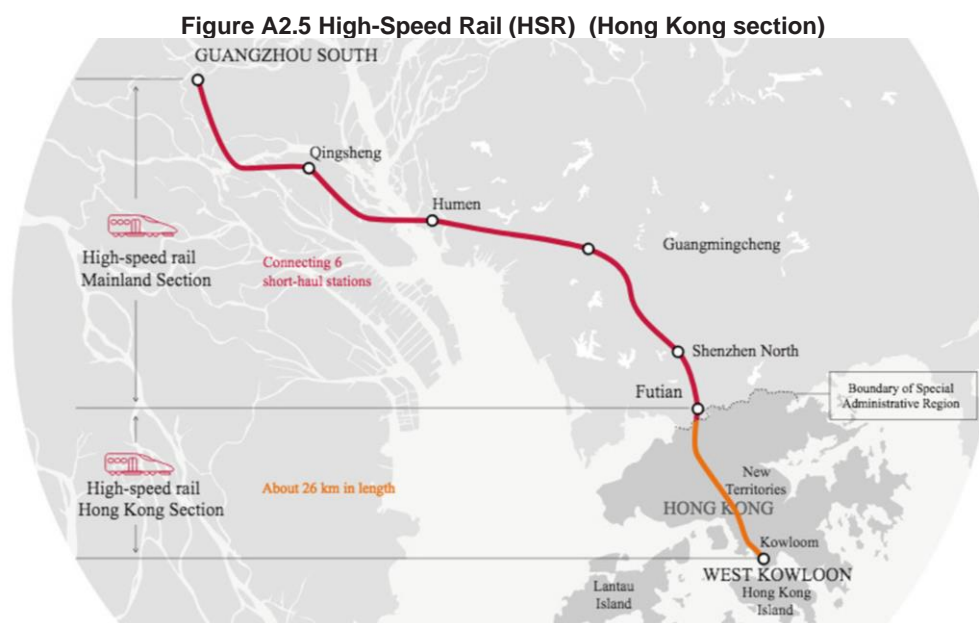 Figure A2.5 High-Speed Rail (HSR) (Hong Kong section)
GUANGZHOU SOUTH
Qingsheng
Humen
Guangmingcheng
High-speed rail
Mainland Section
Connecting 6
short-haul stations
Shenzhen North
Futian
Boundary of Special
Administrative Region
High-speed rail
Hong Kong Section
About 26 km in length
New
Territories
HONG KONG
Kowloom
WEST KOWLOON
Hong Kong
Island
Lantau
Island